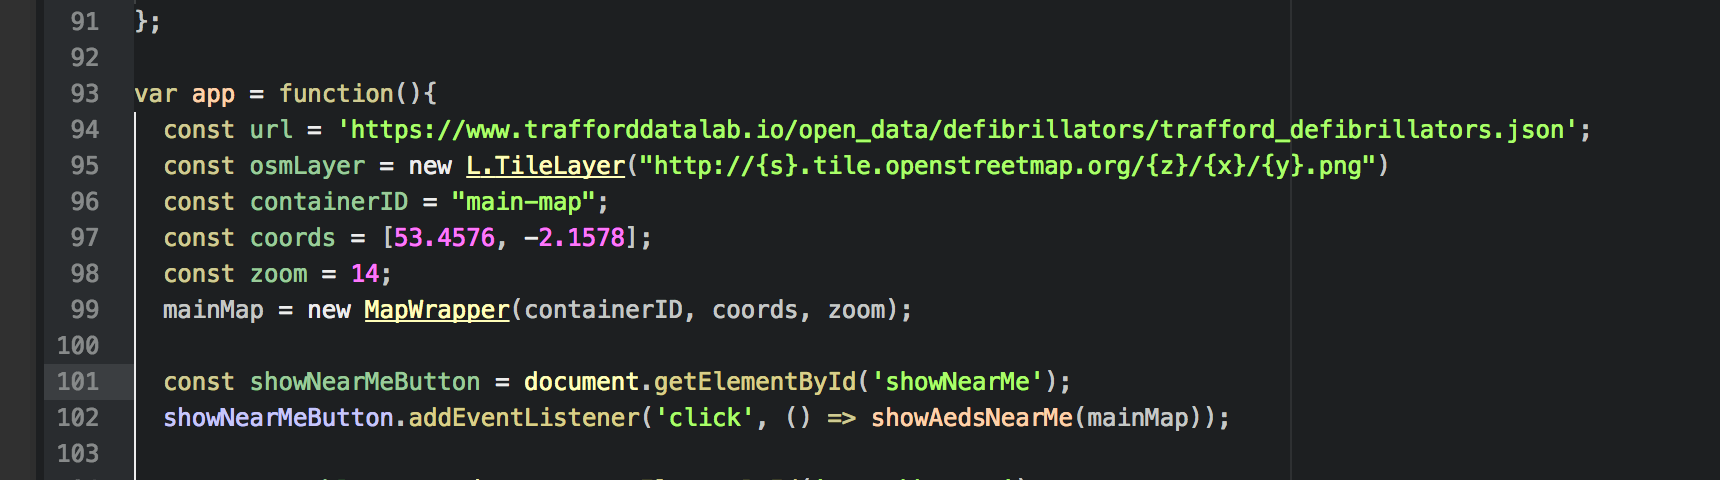 91 };
92
93 var app = function(){
94 const url = 'https://www.trafforddatalab.io/open_data/defibrillators/trafford_defibrillators.json';
95 const osmLayer = new L.TileLayer("http://{s}.tile.openstreetmap.org/{z}/{x}/{y}.png")
96 const containerID = "main-map";
97 const coords = [53.4576, -2.1578];
98 const zoom = 14;
99 mainMap = new MapWrapper(containerID, coords, zoom);
100
101 const showNearMeButton = document.getElementById('showNearMe');
102 showNearMeButton.addEventListener('click', () => showAedsNearMe(mainMap));
103